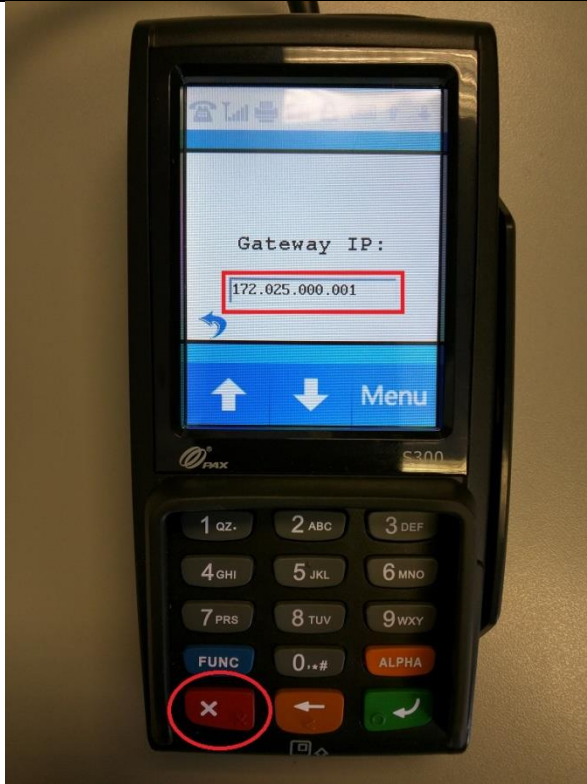 Gateway IP:
172.025.000.001
Menu
PAX
S300
1 QZ.
2 ABC
3 DEF
4 GHI
5 JKL
6 MNO
7 PRS
8 TUV
9 WXY
FUNC
0.,*#
ALPHA